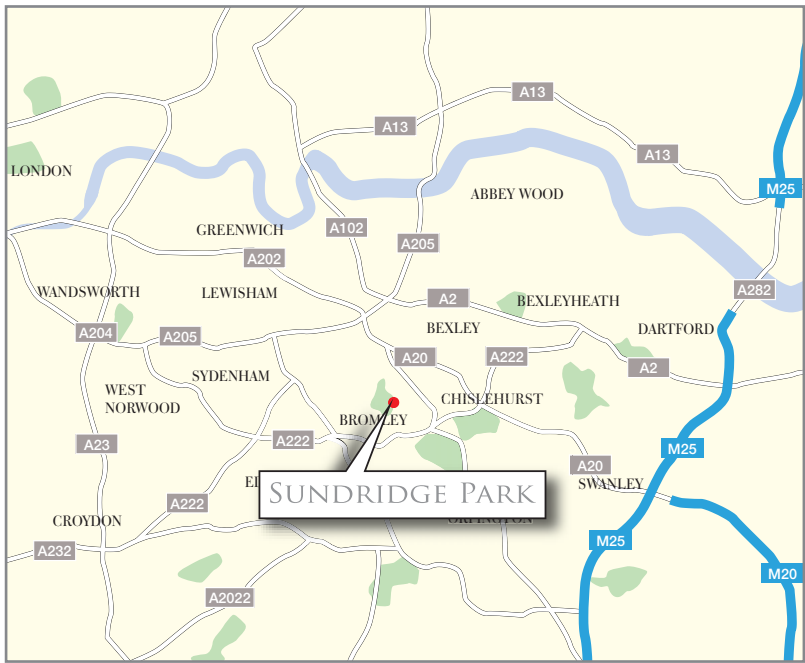 A13
A13
A13
LONDON
M25
ABBEY WOOD
GREENWICH
A102
A205
A202
WANDSWORTH
LEWISHAM
A282
A2
BEXLEYHEATH
A204
A205
BEXLEY
DARTFORD
A20
A222
A2
SYDENHAM
WEST
NORWOOD
CHISLEHURST
BROMLEY
A23
A222
M25
A20
SWANLEY
SUNDRIDGE PARK
A222
CROYDON
ORPINGTON
A232
M25
M20
A2022